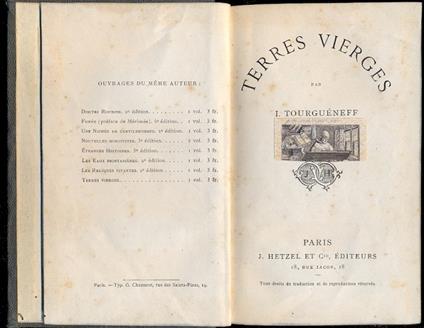 OUVRAGES DU MÊME AUTEUR :
DIMITRI ROUDINE, 2e édition. . . . . . . . . . 1 vol. 3 fr.
FUMÉE (préface de Mérimée), 6e édition. . . . . 1 vol. 3 fr.
UNE NICHÉE DE GENTILSHOMMES, 2e édition. . . . 1 vol. 3 fr.
NOUVELLES MOSCOVITES, 3e édition. . . . . . . . 1 vol. 3 fr.
ÉTRANGES HISTOIRES, 2e édition. . . . . . . . . 1 vol. 3 fr.
LES EAUX PRINTANIÈRES, 2e édition. . . . . . . . 1 vol. 3 fr.
LES RELIQUES VIVANTES, 2e édition. . . . . . . . 1 vol. 3 fr.
TERRES VIERGES. . . . . . . . . . . . . . . . . 1 vol. 3 fr.
Paris. — Typ. G. Chamerot, rue des Saints-Pères, 19.
TERRES VIERGES
PAR
I. TOURGUÉNEFF
PARIS
J. HETZEL ET Cie, ÉDITEURS
18, RUE JACOB, 18
Tous droits de traduction et de reproduction réservés.